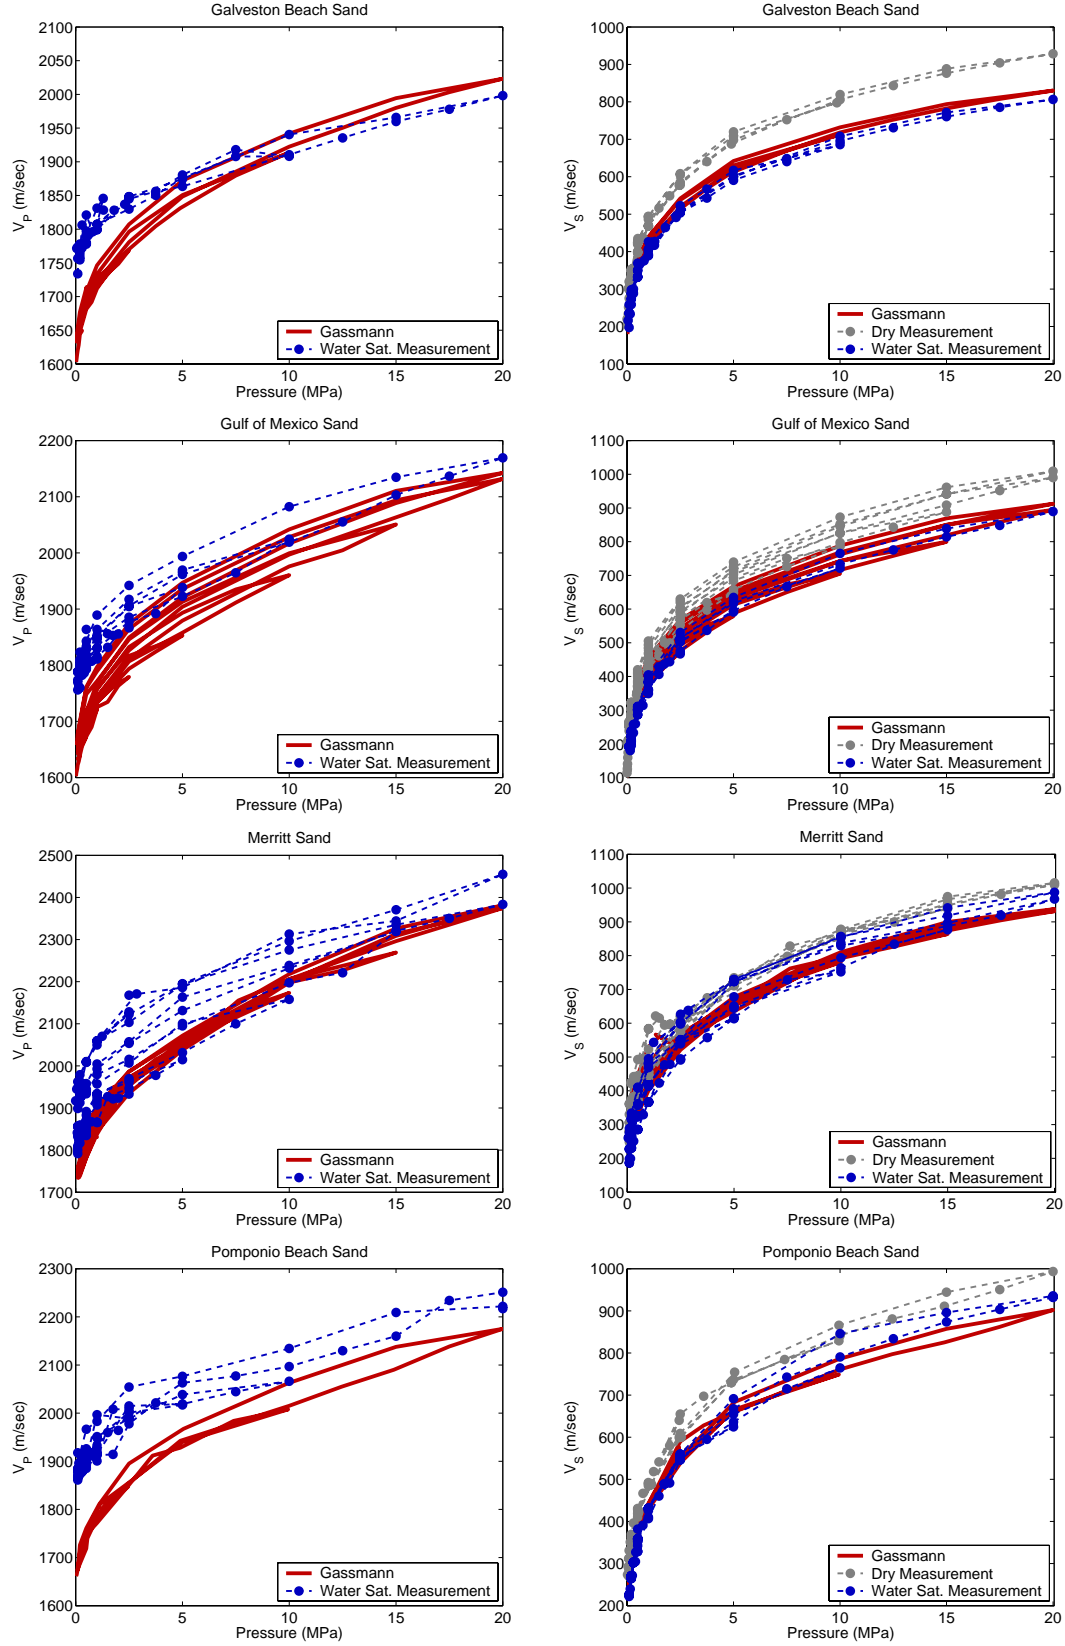 Galveston Beach Sand
2100
2050
2000
1950
1900
1850
1800
1750
1700
1650
1600
V_P (m/sec)
0 5 10 15 20
Pressure (MPa)
Gassmann
Water Sat. Measurement
Galveston Beach Sand
1000
900
800
700
600
500
400
300
200
100
V_S (m/sec)
0 5 10 15 20
Pressure (MPa)
Gassmann
Dry Measurement
Water Sat. Measurement
Gulf of Mexico Sand
2200
2100
2000
1900
1800
1700
1600
V_P (m/sec)
0 5 10 15 20
Pressure (MPa)
Gassmann
Water Sat. Measurement
Gulf of Mexico Sand
1100
1000
900
800
700
600
500
400
300
200
100
V_S (m/sec)
0 5 10 15 20
Pressure (MPa)
Gassmann
Dry Measurement
Water Sat. Measurement
Merritt Sand
2500
2400
2300
2200
2100
2000
1900
1800
1700
V_P (m/sec)
0 5 10 15 20
Pressure (MPa)
Gassmann
Water Sat. Measurement
Merritt Sand
1100
1000
900
800
700
600
500
400
300
200
100
V_S (m/sec)
0 5 10 15 20
Pressure (MPa)
Gassmann
Dry Measurement
Water Sat. Measurement
Pomponio Beach Sand
2300
2200
2100
2000
1900
1800
1700
1600
V_P (m/sec)
0 5 10 15 20
Pressure (MPa)
Gassmann
Water Sat. Measurement
Pomponio Beach Sand
1000
900
800
700
600
500
400
300
200
V_S (m/sec)
0 5 10 15 20
Pressure (MPa)
Gassmann
Dry Measurement
Water Sat. Measurement